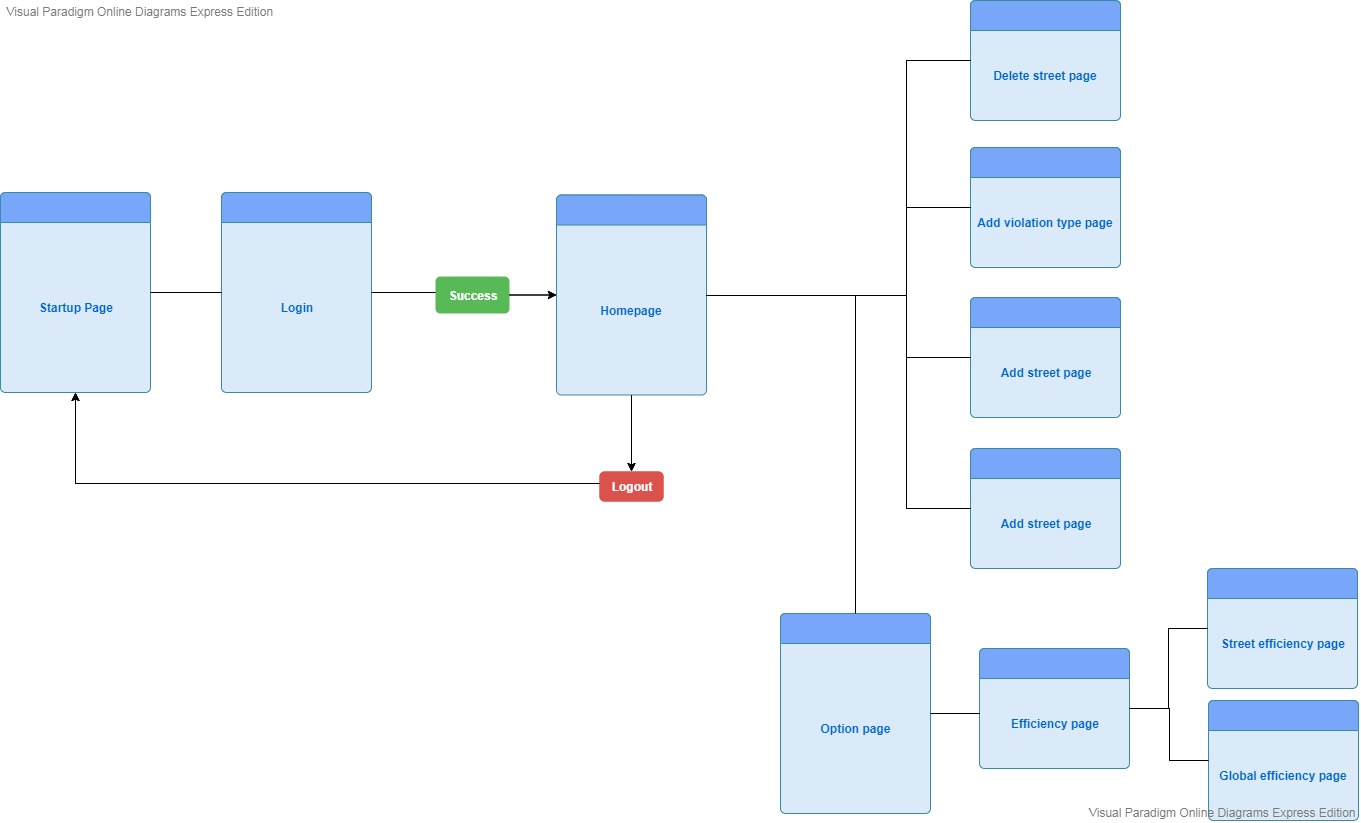 Visual Paradigm Online Diagrams Express Edition
Delete street page
Add violation type page
Startup Page
Login
Success
Homepage
Add street page
Logout
Add street page
Street efficiency page
Option page
Efficiency page
Global efficiency page
Visual Paradigm Online Diagrams Express Edition